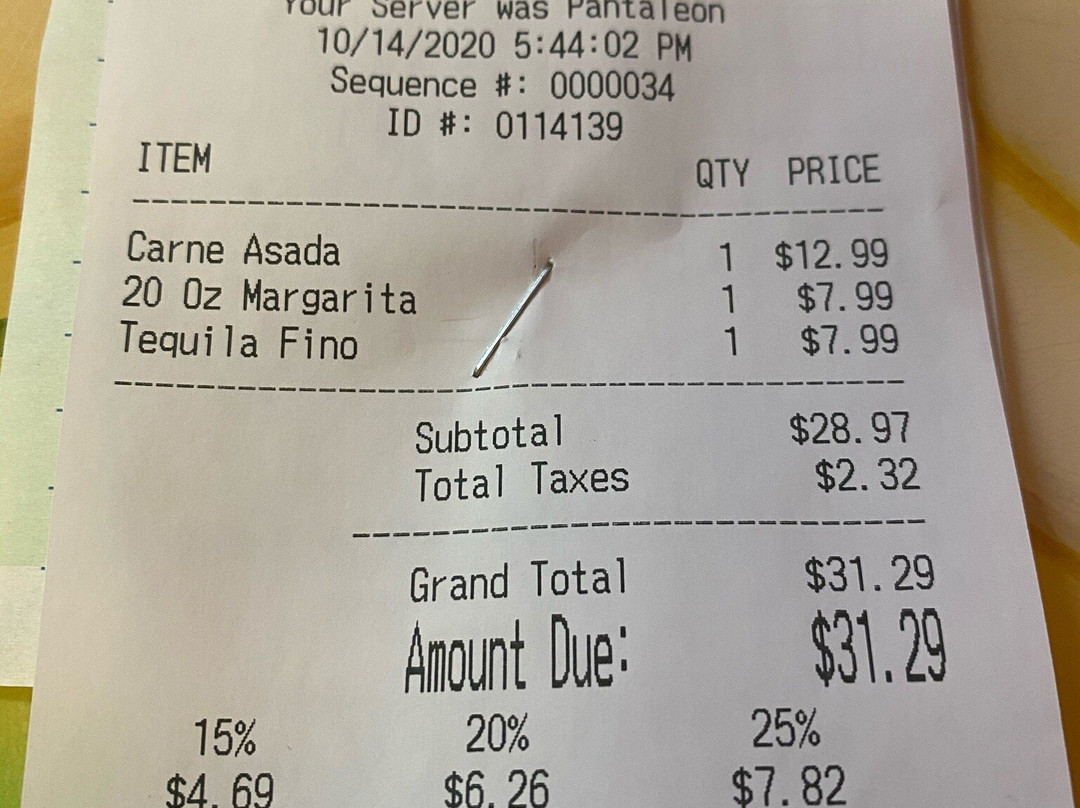 Your Server was Pantaleon
10/14/2020 5:44:02 PM
Sequence #: 0000034
ID #: 0114139
ITEM QTY PRICE
Carne Asada 1 $12.99
20 Oz Margarita 1 $7.99
Tequila Fino 1 $7.99
Subtotal $28.97
Total Taxes $2.32
Grand Total $31.29
Amount Due: $31.29
15% 20% 25%
$4.69 $6.26 $7.82